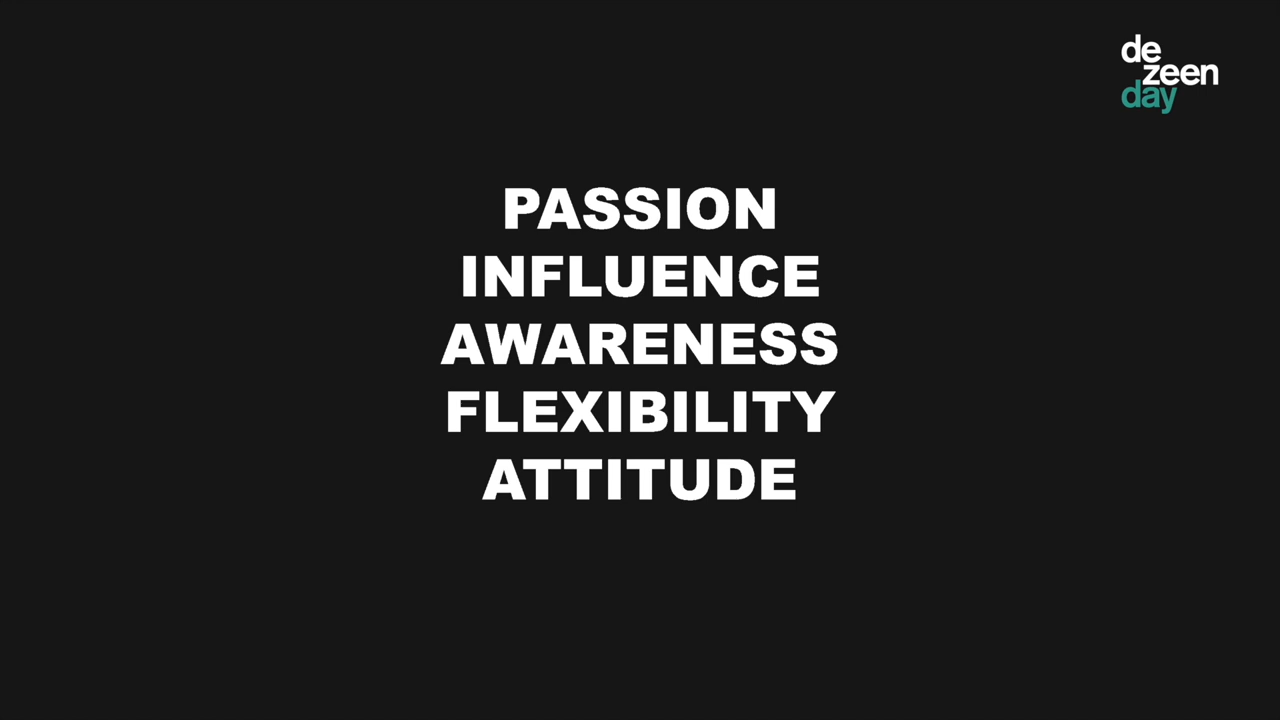 de
zeen
day
PASSION
INFLUENCE
AWARENESS
FLEXIBILITY
ATTITUDE